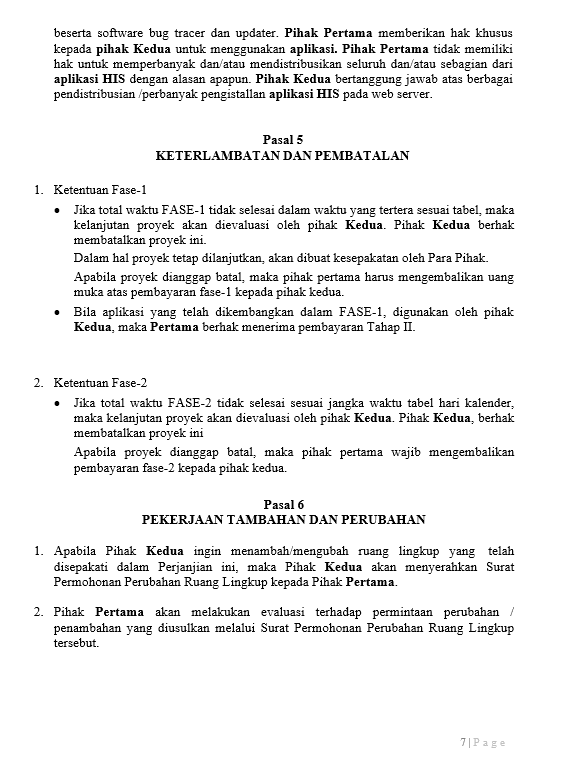 beserta software bug tracer dan updater. Pihak Pertama memberikan hak khusus
kepada pihak Kedua untuk menggunakan aplikasi. Pihak Pertama tidak memiliki
hak untuk memperbanyak dan/atau mendistribusikan seluruh dan/atau sebagian dari
aplikasi HIS dengan alasan apapun. Pihak Kedua bertanggung jawab atas berbagai
pendistribusian /perbanyak pengistallan aplikasi HIS pada web server.
Pasal 5
KETERLAMBATAN DAN PEMBATALAN
1. Ketentuan Fase-1
• Jika total waktu FASE-1 tidak selesai dalam waktu yang tertera sesuai tabel, maka
kelanjutan proyek akan dievaluasi oleh pihak Kedua. Pihak Kedua berhak
membatalkan proyek ini.
Dalam hal proyek tetap dilanjutkan, akan dibuat kesepakatan oleh Para Pihak.
Apabila proyek dianggap batal, maka pihak pertama harus mengembalikan uang
muka atas pembayaran fase-1 kepada pihak kedua.
• Bila aplikasi yang telah dikembangkan dalam FASE-1, digunakan oleh pihak
Kedua, maka Pertama berhak menerima pembayaran Tahap II.
2. Ketentuan Fase-2
• Jika total waktu FASE-2 tidak selesai sesuai jangka waktu tabel hari kalender,
maka kelanjutan proyek akan dievaluasi oleh pihak Kedua. Pihak Kedua, berhak
membatalkan proyek ini
Apabila proyek dianggap batal, maka pihak pertama wajib mengembalikan
pembayaran fase-2 kepada pihak kedua.
Pasal 6
PEKERJAAN TAMBAHAN DAN PERUBAHAN
1. Apabila Pihak Kedua ingin menambah/mengubah ruang lingkup yang telah
disepakati dalam Perjanjian ini, maka Pihak Kedua akan menyerahkan Surat
Permohonan Perubahan Ruang Lingkup kepada Pihak Pertama.
2. Pihak Pertama akan melakukan evaluasi terhadap permintaan perubahan /
penambahan yang diusulkan melalui Surat Permohonan Perubahan Ruang Lingkup
tersebut.
7 | Page